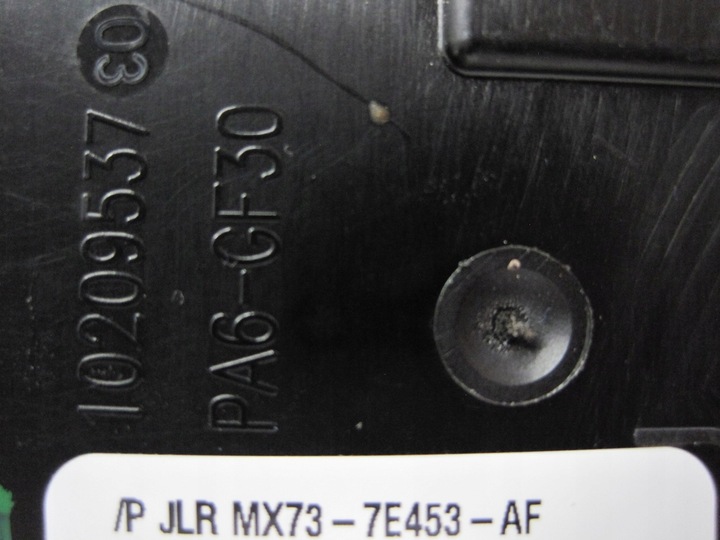 10209537 03
PA6-GF30
/P JLR MX73-7E453-AF